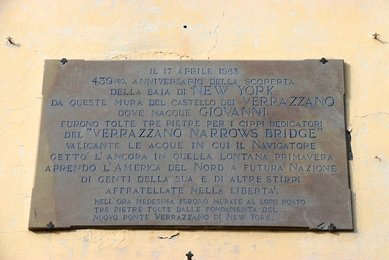 IL 17 APRILE 1963
439MO. ANNIVERSARIO DELLA SCOPERTA
DELLA BAIA DI NEW YORK
DA QUESTE MURA DEL CASTELLO DEI VERRAZZANO
DOVE NACQUE GIOVANNI
FURONO TOLTE TRE PIETRE PER I CIPPI DEDICATORI
DEL "VERRAZZANO NARROWS BRIDGE"
VALICANTE LE ACQUE IN CUI IL NAVIGATORE
GETTÒ L'ANCORA IN QUELLA LONTANA PRIMAVERA
APRENDO L'AMERICA DEL NORD A FUTURA NAZIONE
DI GENTI DELLA SUA E DI ALTRE STIRPI
AFFRATELLATE NELLA LIBERTÀ.
NELL'ORA MEDESIMA FURONO MURATE AL LORO POSTO
TRE PIETRE TOLTE DALLE FONDAMENTA DEL
NUOVO PONTE VERRAZZANO DI NEW YORK.